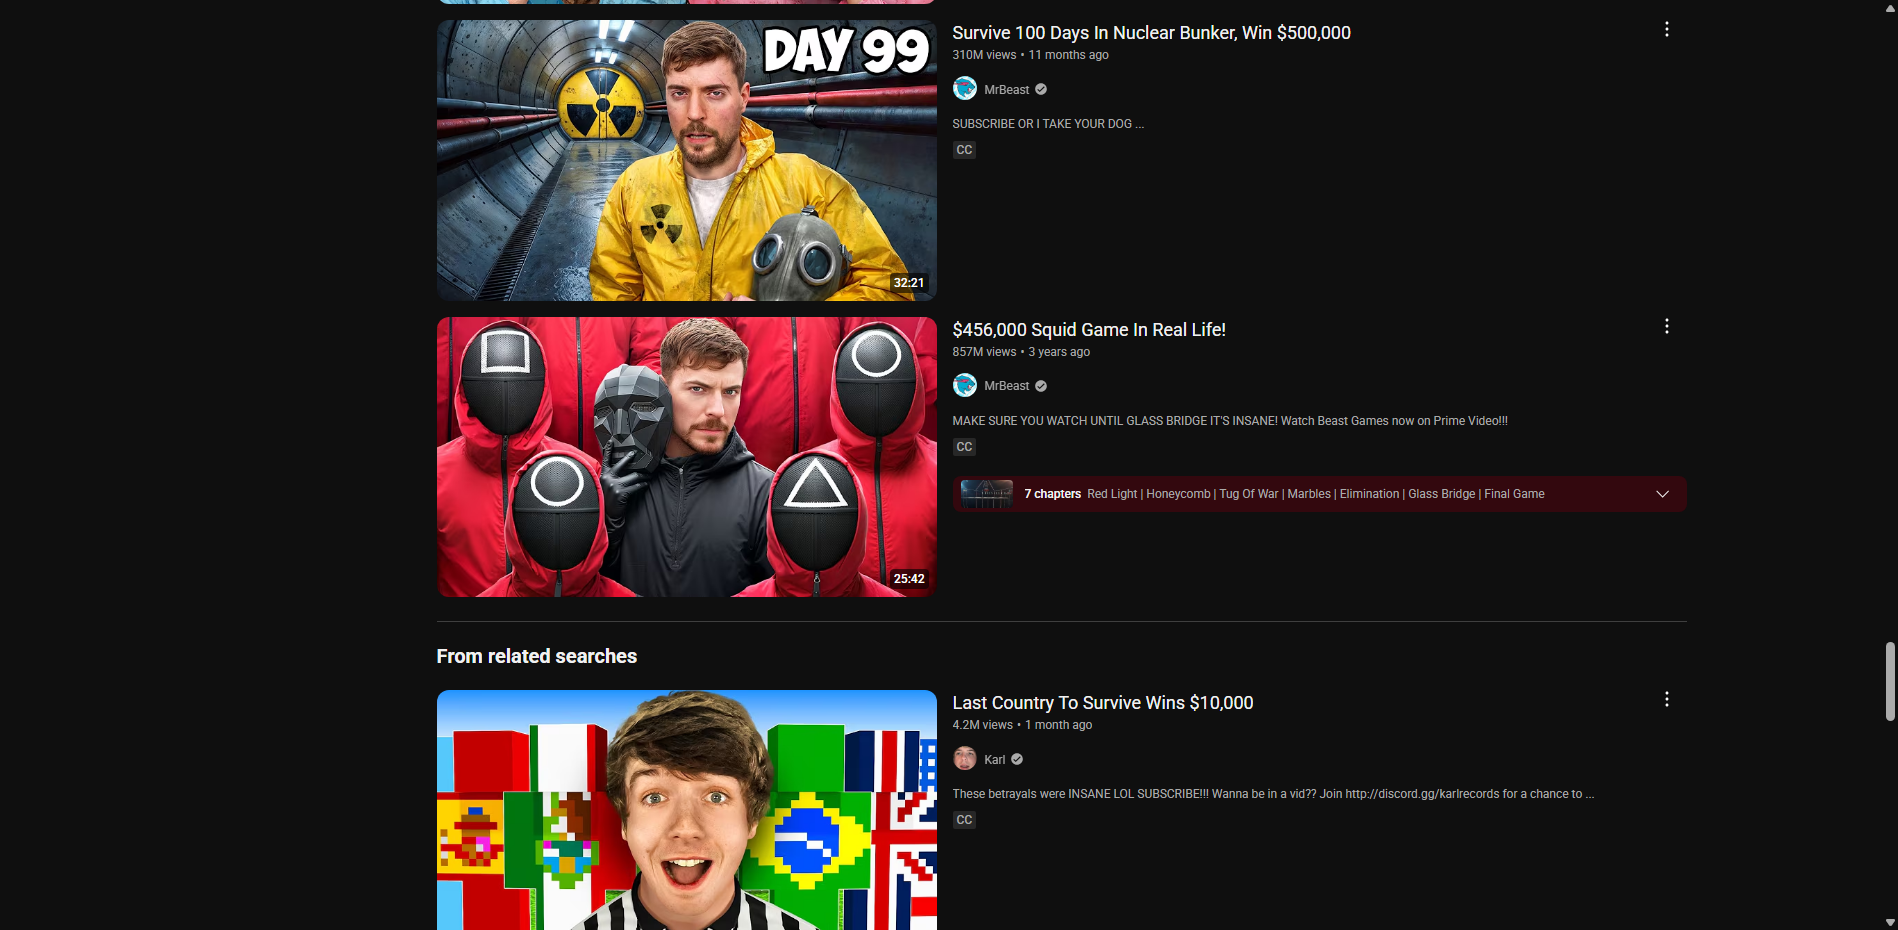 DAY 99
32:21
Survive 100 Days In Nuclear Bunker, Win $500,000
310M views • 11 months ago
MrBeast
SUBSCRIBE OR I TAKE YOUR DOG ...
CC
25:42
$456,000 Squid Game In Real Life!
857M views • 3 years ago
MrBeast
MAKE SURE YOU WATCH UNTIL GLASS BRIDGE IT'S INSANE! Watch Beast Games now on Prime Video!!!
CC
7 chapters Red Light | Honeycomb | Tug Of War | Marbles | Elimination | Glass Bridge | Final Game
From related searches
Last Country To Survive Wins $10,000
4.2M views • 1 month ago
Karl
These betrayals were INSANE LOL SUBSCRIBE!!! Wanna be in a vid?? Join http://discord.gg/karlrecords for a chance to ...
CC